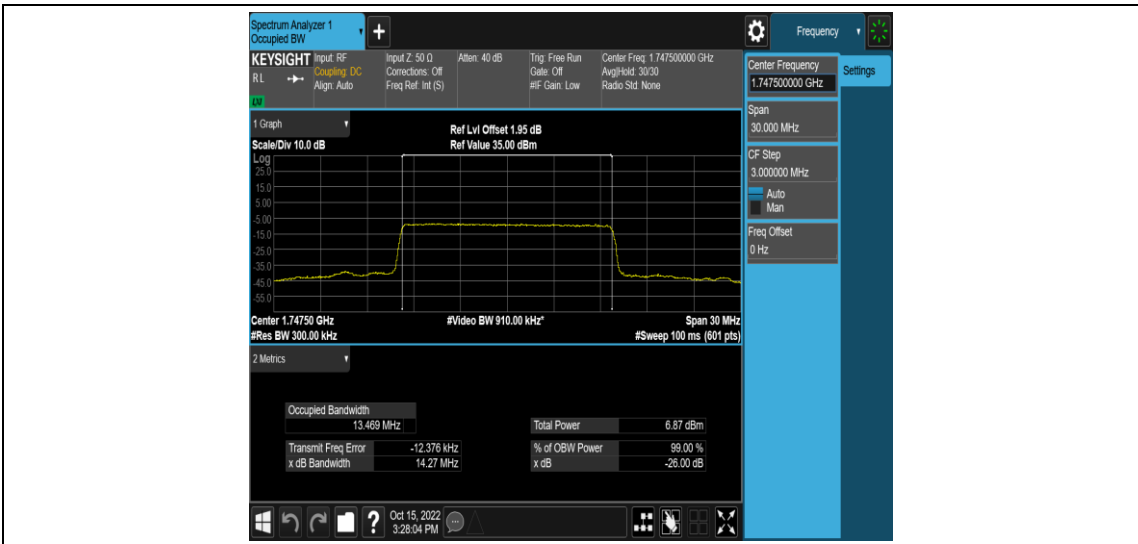 Spectrum Analyzer 1
Occupied BW
+
Frequency
KEYSIGHT
RL
LXI
Input: RF
Coupling: DC
Align: Auto
Input Z: 50 Ω
Corrections: Off
Freq Ref: Int (S)
Atten: 40 dB
Trig: Free Run
Gate: Off
#IF Gain: Low
Center Freq: 1.747500000 GHz
Avg|Hold: 30/30
Radio Std: None
Center Frequency
1.747500000 GHz
Settings
Span
30.000 MHz
CF Step
3.000000 MHz
Auto
Man
Freq Offset
0 Hz
1 Graph
Ref Lvl Offset 1.95 dB
Scale/Div 10.0 dB
Ref Value 35.00 dBm
Log
25.0
15.0
5.00
-5.00
-15.0
-25.0
-35.0
-45.0
-55.0
Center 1.74750 GHz
#Video BW 910.00 kHz*
Span 30 MHz
#Res BW 300.00 kHz
#Sweep 100 ms (601 pts)
2 Metrics
Occupied Bandwidth
13.469 MHz
Total Power 6.87 dBm
Transmit Freq Error -12.376 kHz
% of OBW Power 99.00 %
x dB Bandwidth 14.27 MHz
x dB -26.00 dB
?
Oct 15, 2022
3:28:04 PM